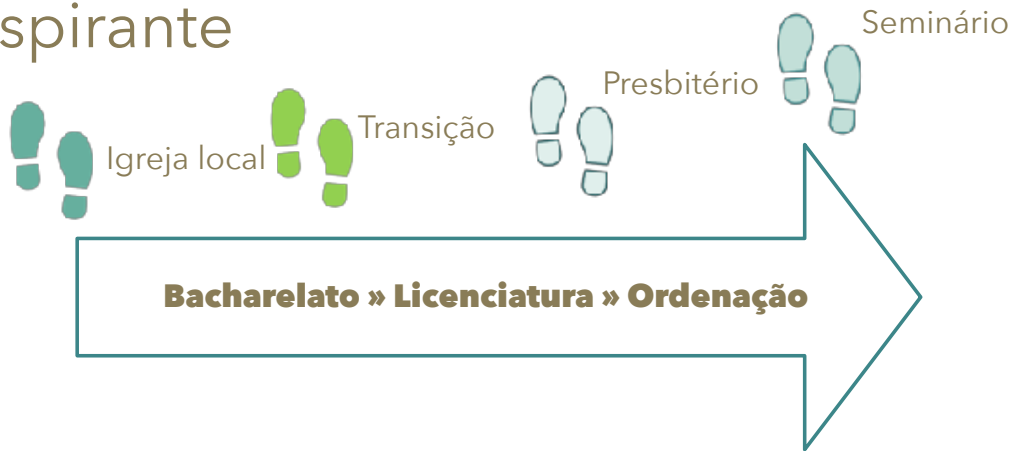 spirante
Seminário
Presbitério
Transição
Igreja local
Bacharelato » Licenciatura » Ordenação